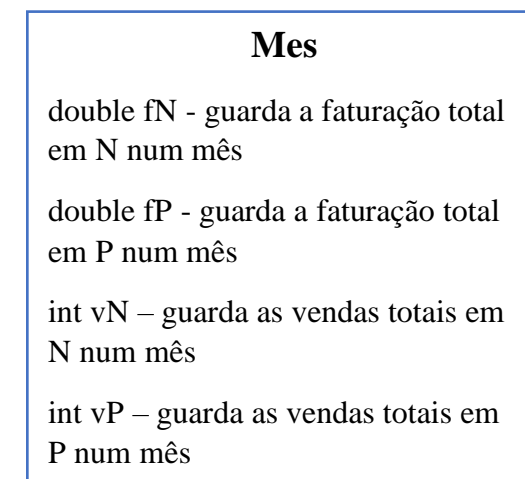 Mes
double fN - guarda a faturação total
em N num mês
double fP - guarda a faturação total
em P num mês
int vN – guarda as vendas totais em
N num mês
int vP – guarda as vendas totais em
P num mês